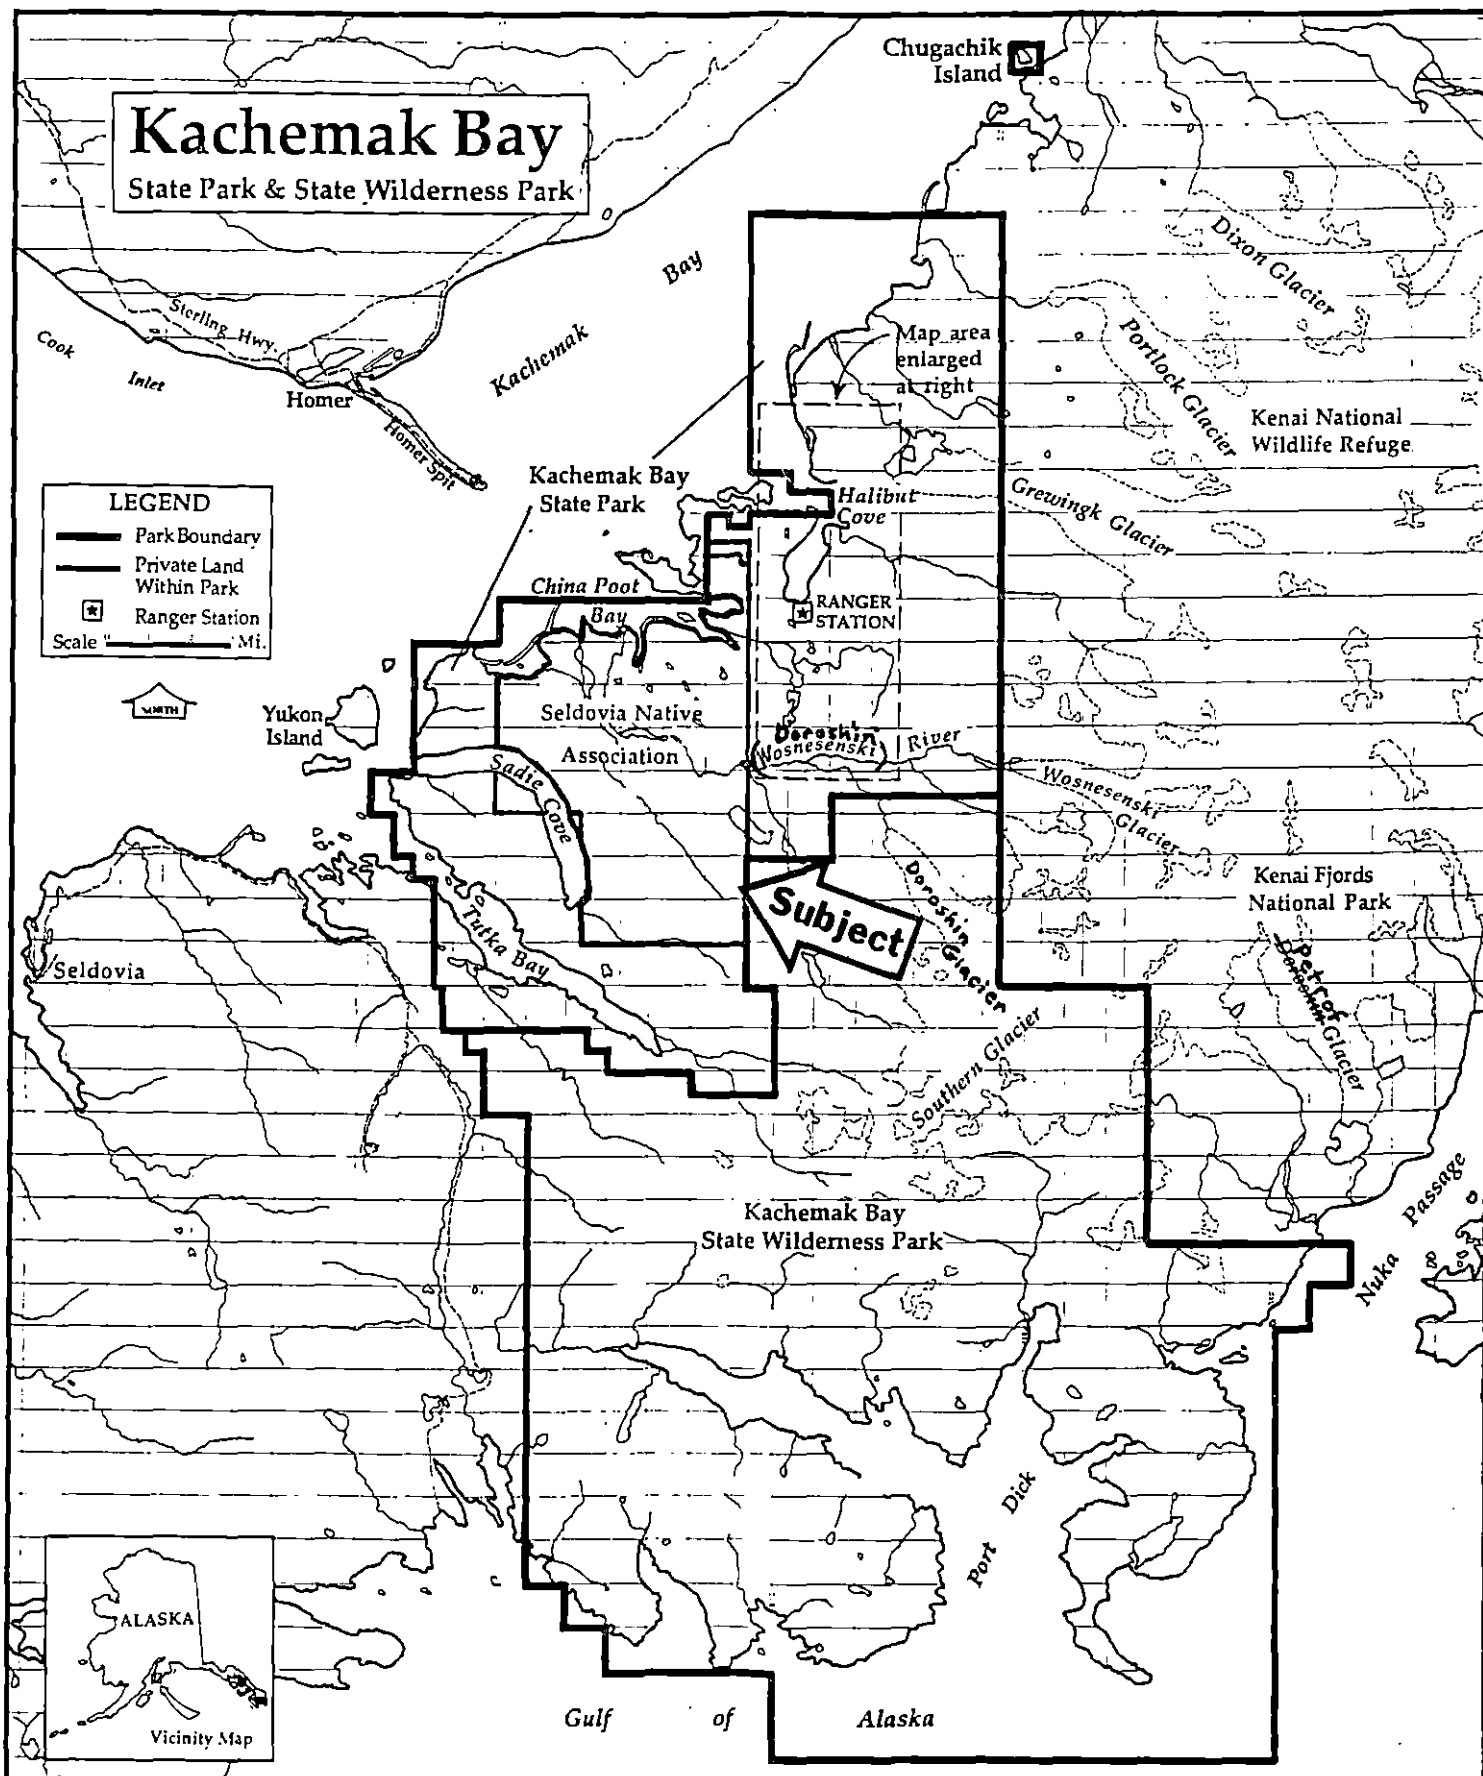 Chugachik
Island
Kachemak Bay
State Park & State Wilderness Park
Dixon Glacier
Bay
Kachemak
Sterling Hwy.
Cook
Inlet
Homer
Homer Spit
Map area
enlarged
at right
Portlock Glacier
Kenai National
Wildlife Refuge
Kachemak Bay
State Park
Halibut
Cove
Grewingk Glacier
LEGEND
Park Boundary
Private Land
Within Park
Ranger Station
Scale
Mi.
China Poot
Bay
RANGER
STATION
NORTH
Yukon
Island
Seldovia Native
Association
Doroshin
(Wosnesenski)
River
Sadie Cove
Wosnesenski
Glacier
Subject
Doroshin
Glacier
Kenai Fjords
National Park
Tutka Bay
Seldovia
Petrof
Doroshin Glacier
Southern Glacier
Kachemak Bay
State Wilderness Park
Nuka
Passage
Port
Dick
ALASKA
Vicinity Map
Gulf of Alaska